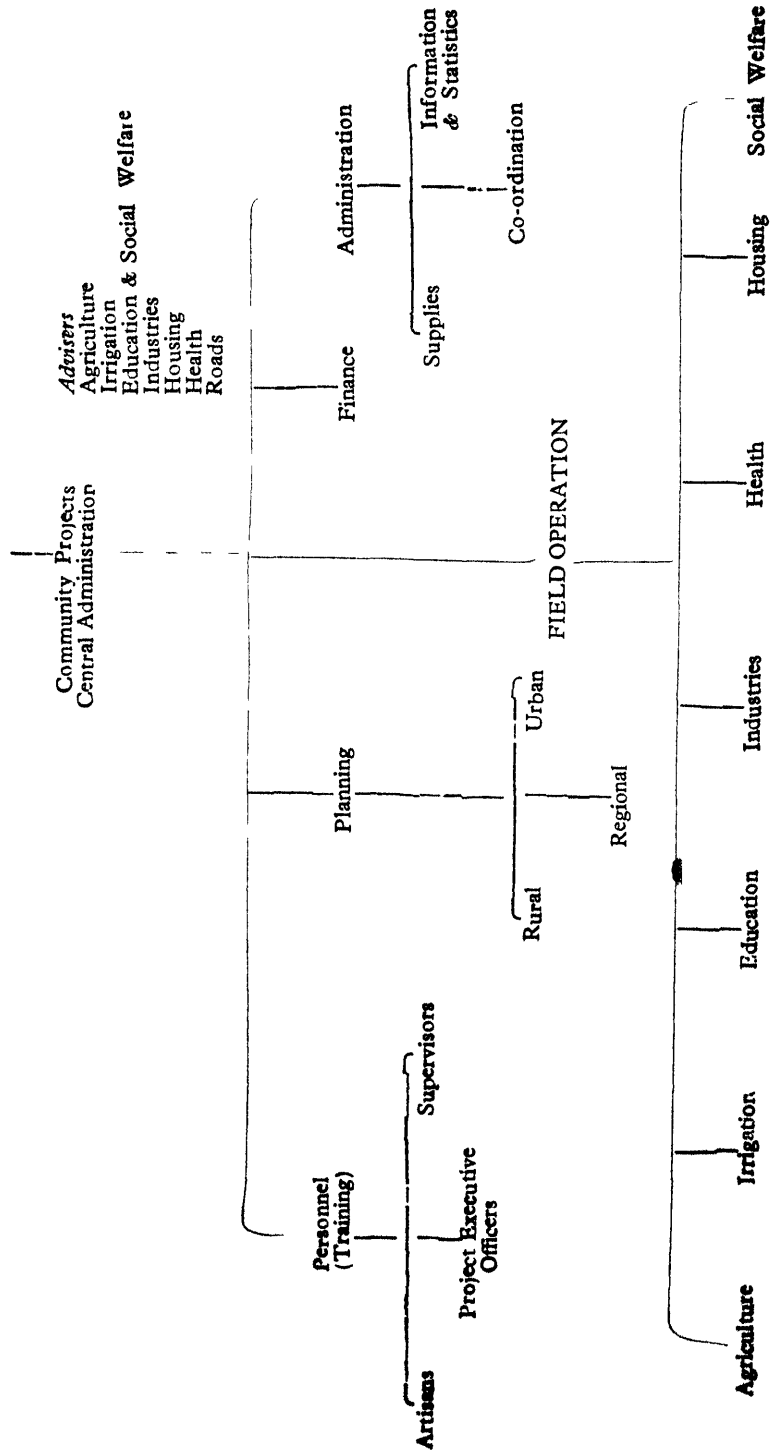 Community Projects
Central Administration
Advisers
Agriculture
Irrigation
Education & Social Welfare
Industries
Housing
Health
Roads
Personnel
(Training)
Planning
Finance
Administration
Artisans
Supervisors
Project Executive
Officers
Rural
Urban
Regional
Supplies
Information
& Statistics
Co-ordination
FIELD OPERATION
Agriculture
Irrigation
Education
Industries
Health
Housing
Social Welfare